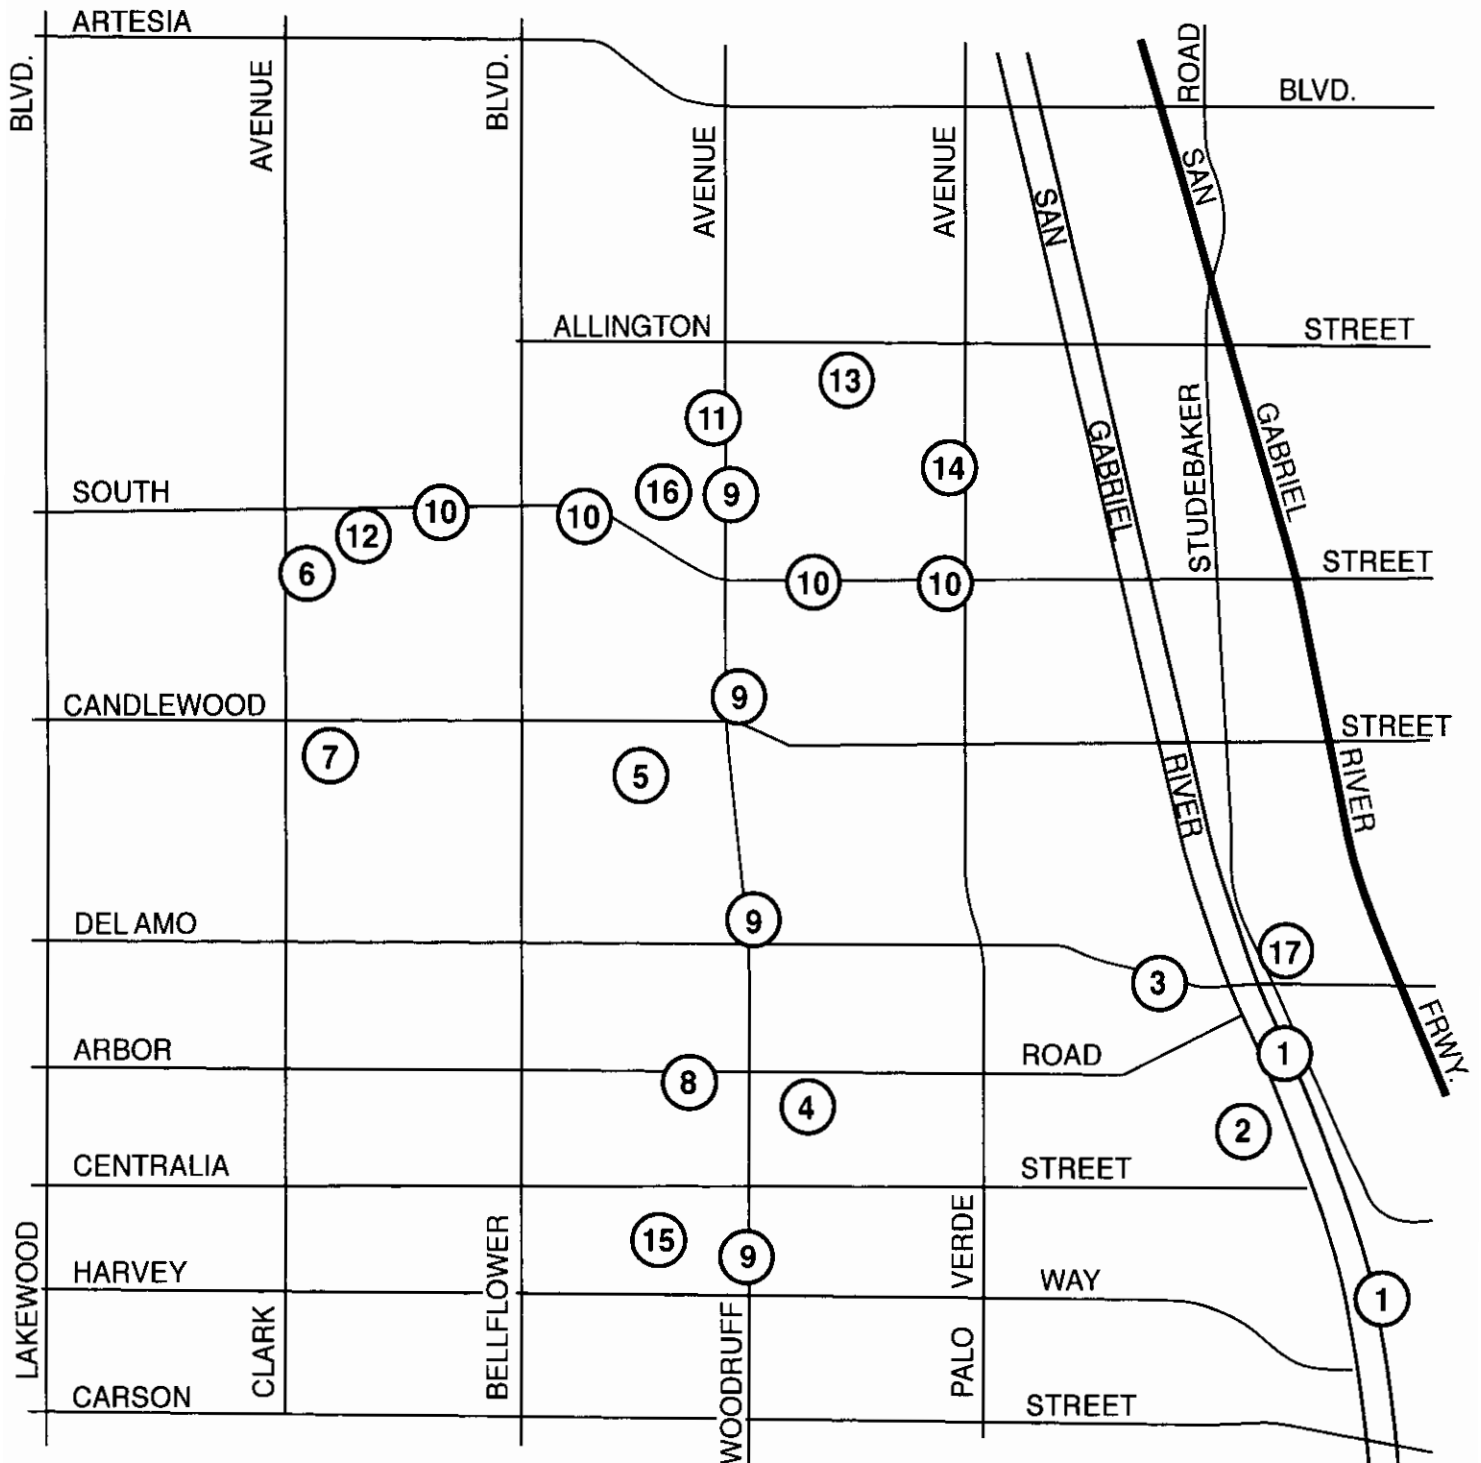 ARTESIA
BLVD.
AVENUE
BLVD.
AVENUE
AVENUE
ROAD
BLVD.
SAN
SAN
ALLINGTON
STREET
13
11
GABRIEL
STUDEBAKER
GABRIEL
14
SOUTH
12
10
10
16
9
6
10
10
STREET
CANDLEWOOD
9
STREET
7
5
RIVER
RIVER
DEL AMO
9
3
17
FRWY.
ARBOR
8
4
ROAD
1
2
CENTRALIA
STREET
15
9
HARVEY
WAY
1
LAKEWOOD
CLARK
BELLFLOWER
WOODRUFF
PALO VERDE
CARSON
STREET